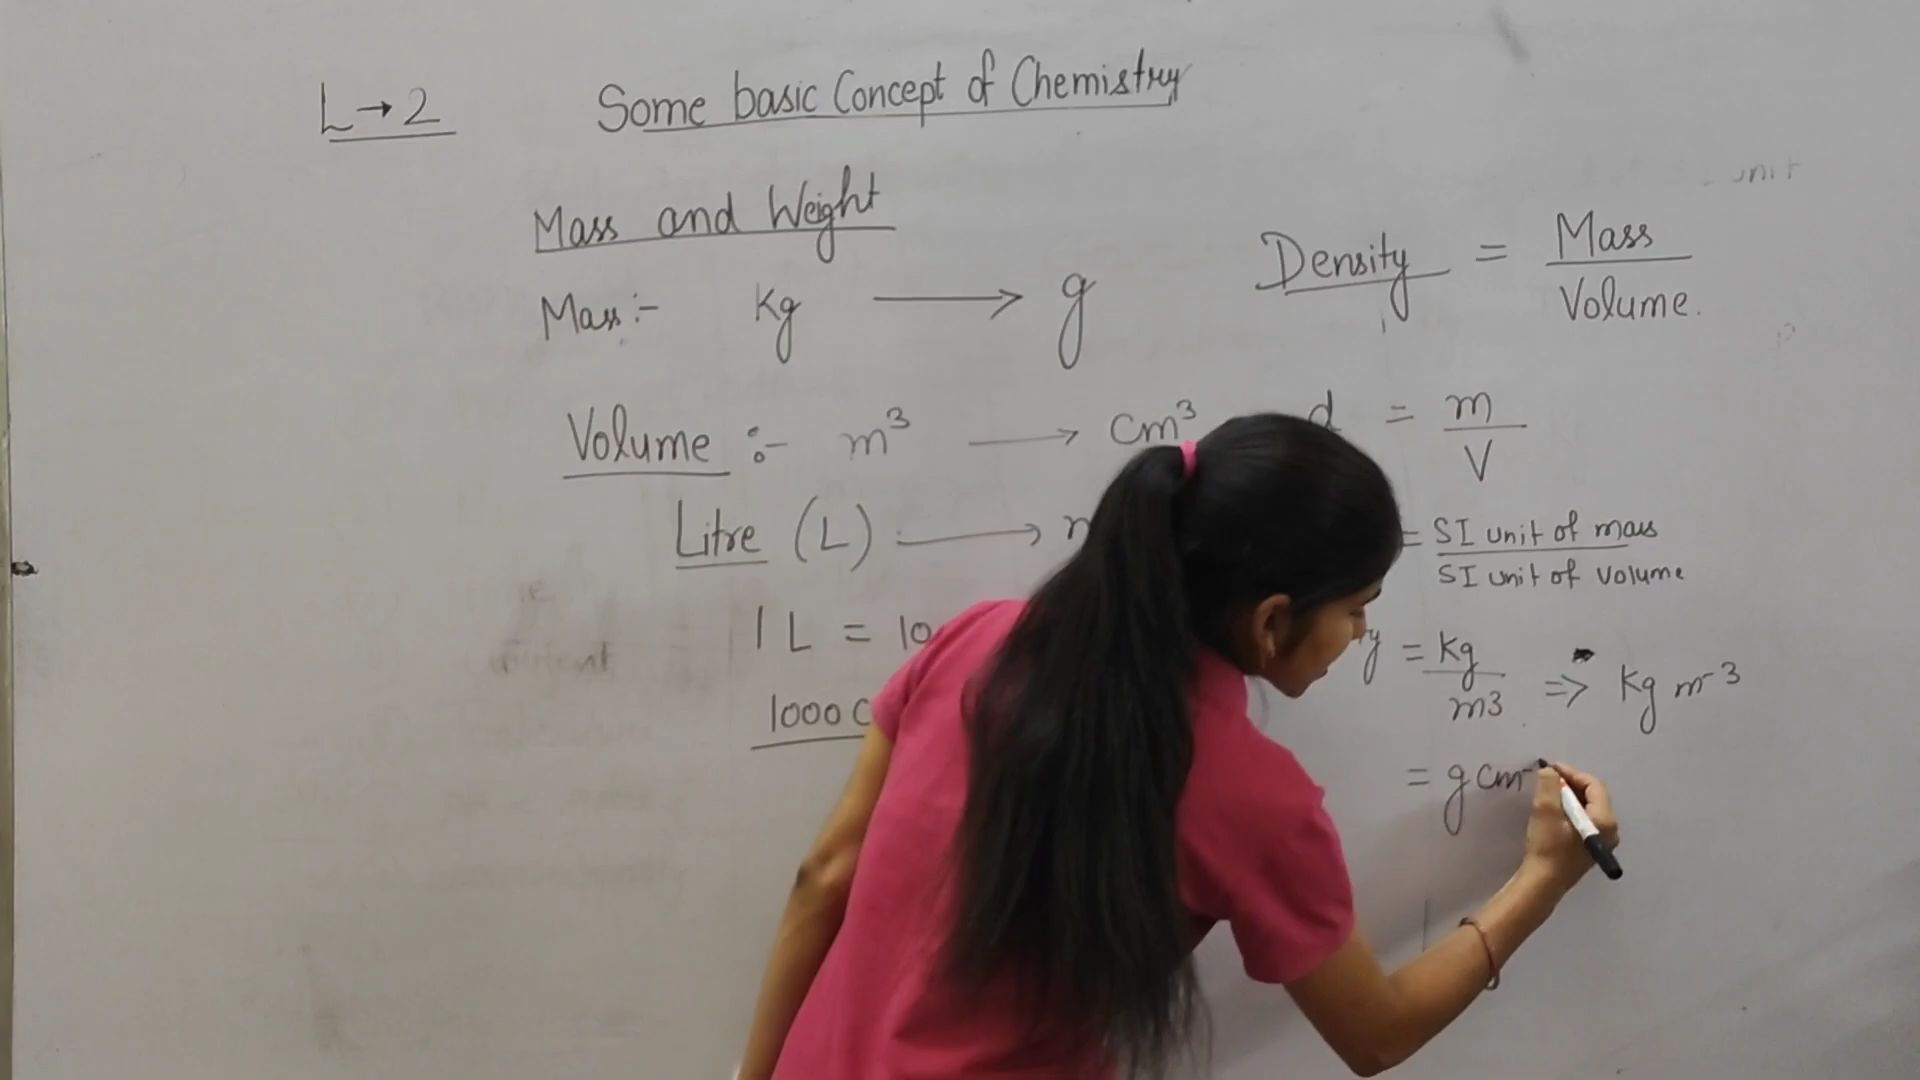 L → 2 Some basic Concept of Chemistry
Mass and Weight
Mass :- Kg → g
Volume :- m³ → Cm³
Litre (L) →
1 L = 10
1000 C
unit
Density = Mass / Volume.
d = m / V
= SI unit of mass / SI unit of volume
y = Kg / m3 => Kg m-3
= g cm-